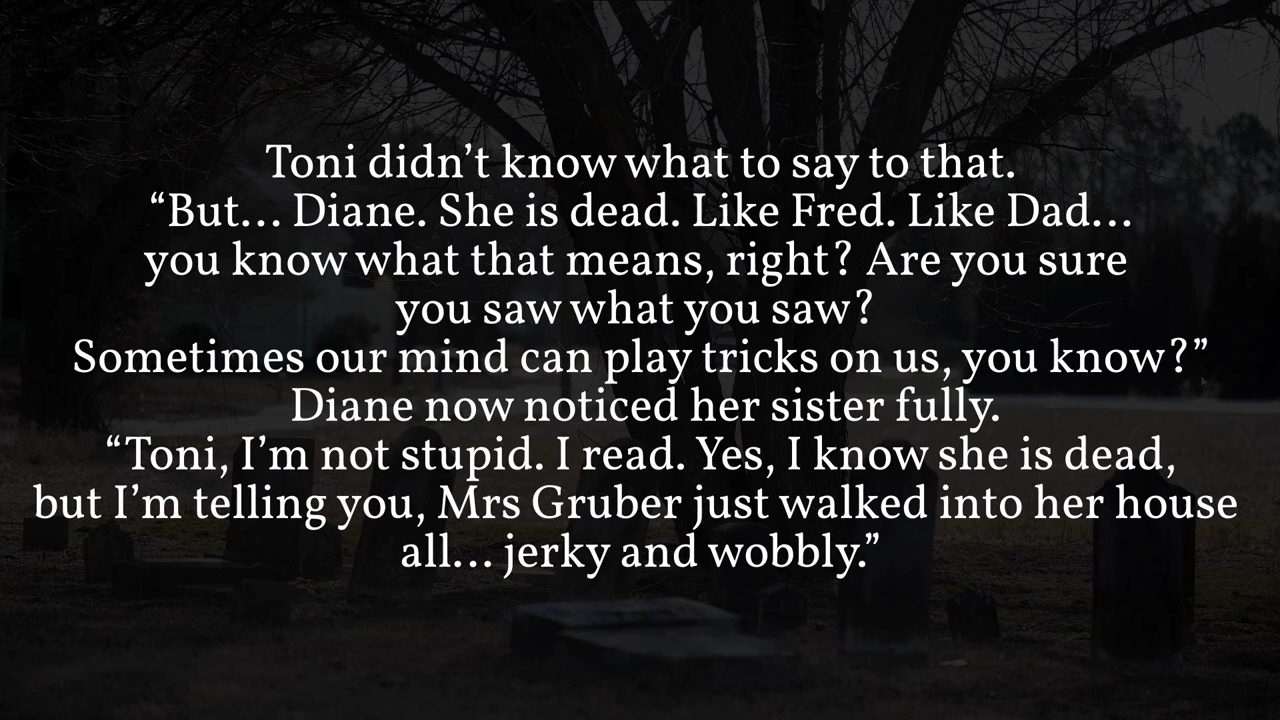 Toni didn’t know what to say to that.
“But… Diane. She is dead. Like Fred. Like Dad…
you know what that means, right? Are you sure
you saw what you saw?
Sometimes our mind can play tricks on us, you know?”
Diane now noticed her sister fully.
“Toni, I’m not stupid. I read. Yes, I know she is dead,
but I’m telling you, Mrs Gruber just walked into her house
all… jerky and wobbly.”